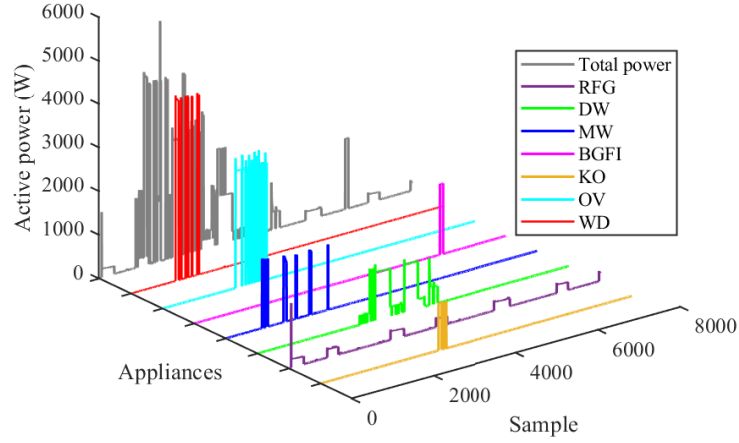 6000
5000
4000
3000
2000
1000
0
Active power (W)
Total power
RFG
DW
MW
BGFI
KO
OV
WD
Appliances
0
2000
4000
6000
8000
Sample